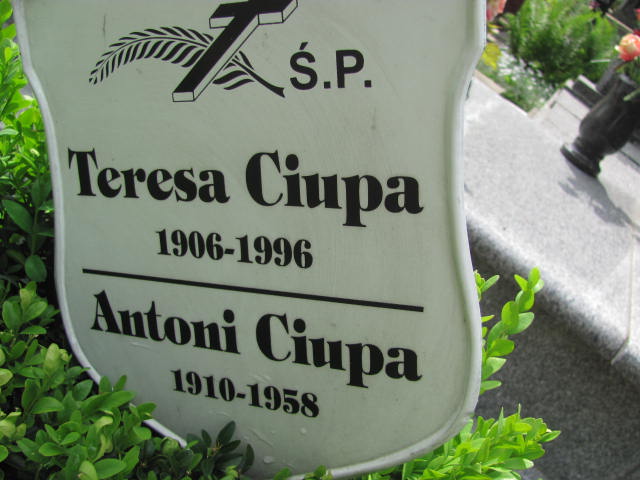 Ś.P.
Teresa Ciupa
1906-1996
Antoni Ciupa
1910-1958